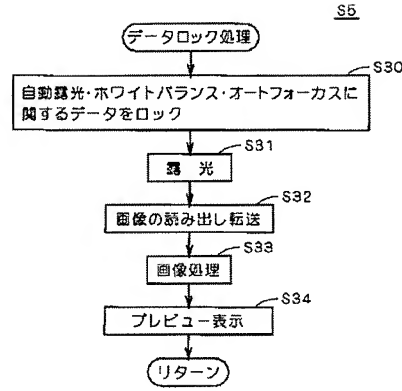 S5
データロック処理
S30
自動露光・ホワイトバランス・オートフォーカスに
関するデータをロック
S31
露 光
S32
画像の読み出し転送
S33
画像処理
S34
プレビュー表示
リターン